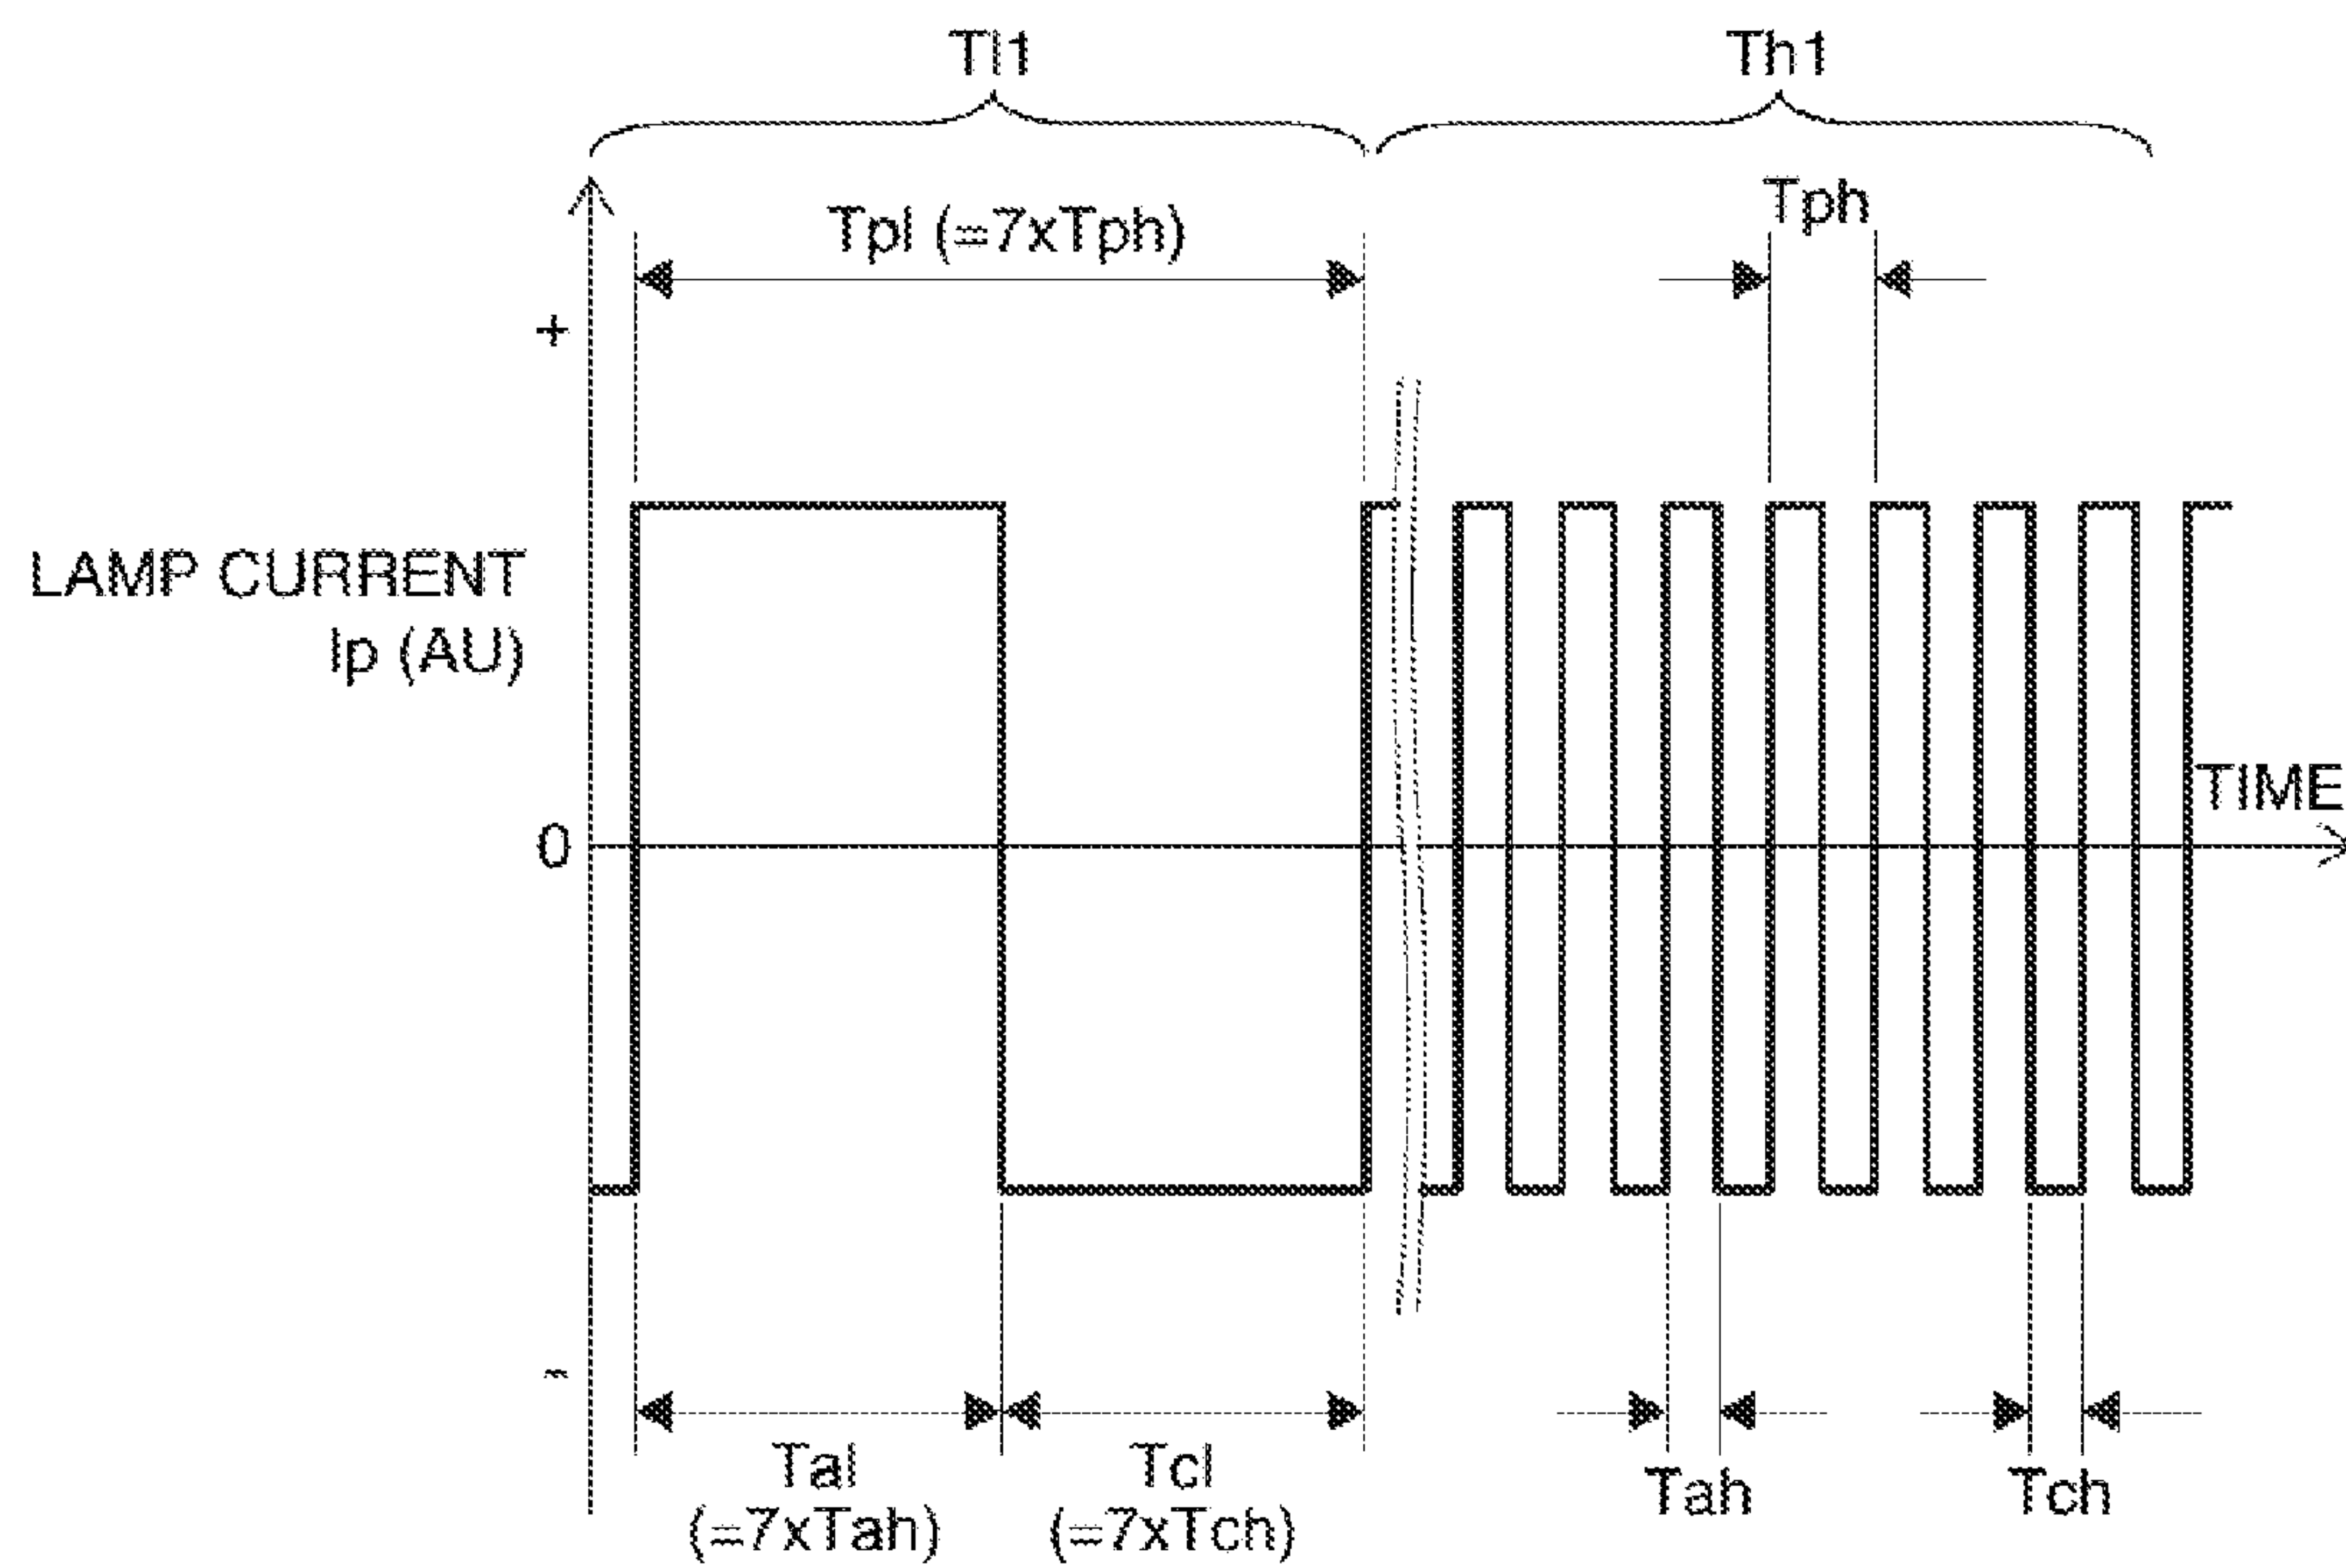 Tl1
Th1
Tpl (=7xTph)
Tph
+
LAMP CURRENT
Ip (AU)
0
TIME
-
Tal
(=7xTah)
Tcl
(=7xTch)
Tah
Tch